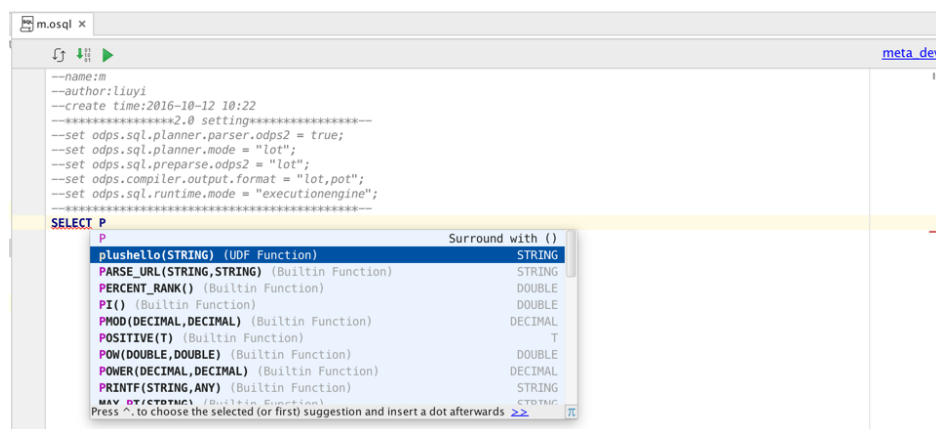 m.osql ×
meta_dev
--name:m
--author:liuyi
--create time:2016-10-12 10:22
--****************2.0 setting****************--
--set odps.sql.planner.parser.odps2 = true;
--set odps.sql.planner.mode = "lot";
--set odps.sql.preparse.odps2 = "lot";
--set odps.compiler.output.format = "lot,pot";
--set odps.sql.runtime.mode = "executionengine";
--*******************************************--
SELECT P
P Surround with ()
plushello(STRING) (UDF Function) STRING
PARSE_URL(STRING,STRING) (Builtin Function) STRING
PERCENT_RANK() (Builtin Function) DOUBLE
PI() (Builtin Function) DOUBLE
PMOD(DECIMAL,DECIMAL) (Builtin Function) DECIMAL
POSITIVE(T) (Builtin Function) T
POW(DOUBLE,DOUBLE) (Builtin Function) DOUBLE
POWER(DECIMAL,DECIMAL) (Builtin Function) DECIMAL
PRINTF(STRING,ANY) (Builtin Function) STRING
MAX_PT(STRING) (Builtin Function) STRING
Press ^. to choose the selected (or first) suggestion and insert a dot afterwards >> π